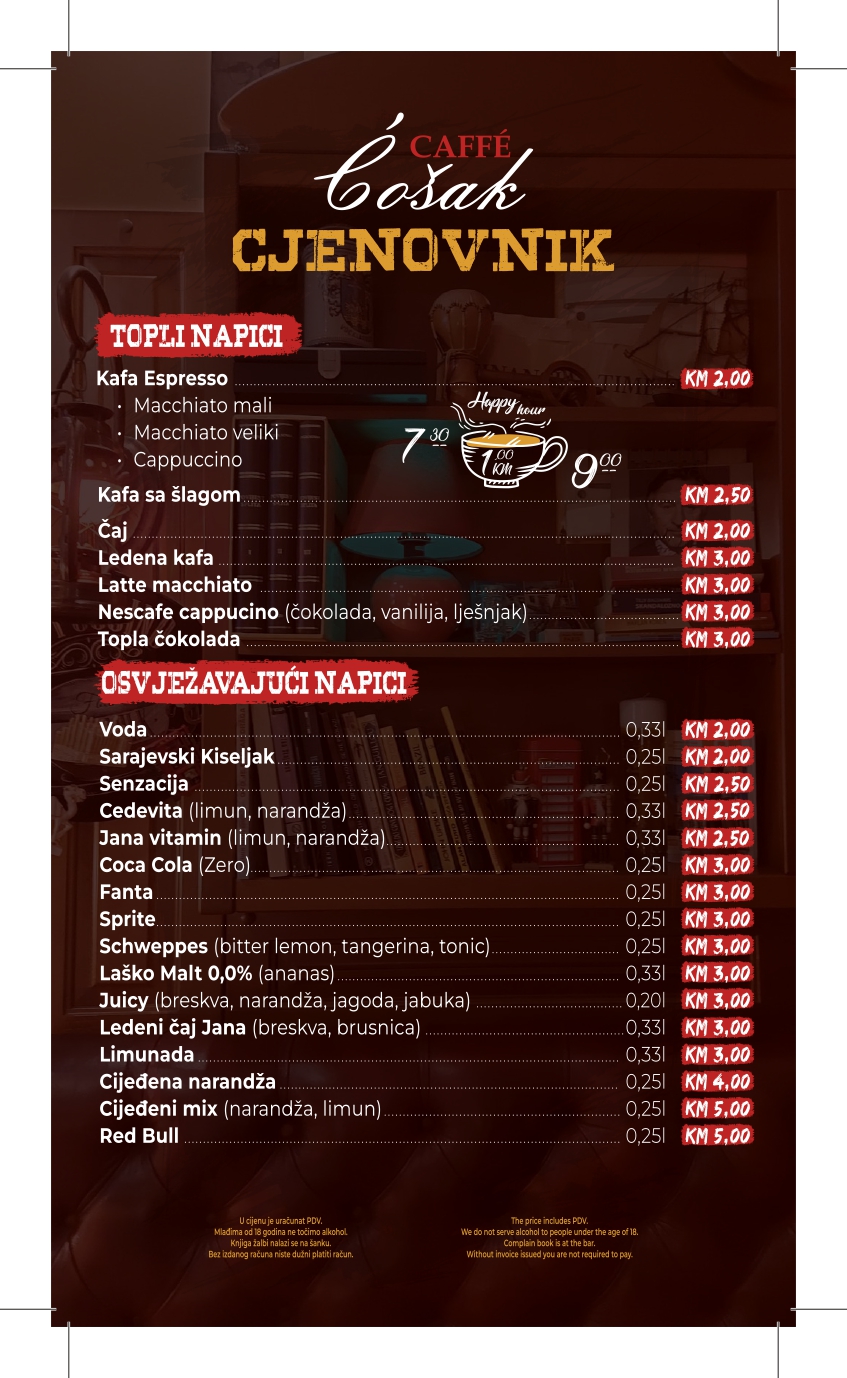 CAFFÉ
Ćošak
CJENOVNIK
TOPLI NAPICI
Kafa Espresso KM 2,00
• Macchiato mali
• Macchiato veliki
• Cappuccino
Happy hour
7 30
1,00 KM
9 00
Kafa sa šlagom KM 2,50
Čaj KM 2,00
Ledena kafa KM 3,00
Latte macchiato KM 3,00
Nescafe cappucino (čokolada, vanilija, lješnjak) KM 3,00
Topla čokolada KM 3,00
OSVJEŽAVAJUĆI NAPICI
Voda 0,33l KM 2,00
Sarajevski Kiseljak 0,25l KM 2,00
Senzacija 0,25l KM 2,50
Cedevita (limun, narandža) 0,33l KM 2,50
Jana vitamin (limun, narandža) 0,33l KM 2,50
Coca Cola (Zero) 0,25l KM 3,00
Fanta 0,25l KM 3,00
Sprite 0,25l KM 3,00
Schweppes (bitter lemon, tangerina, tonic) 0,25l KM 3,00
Laško Malt 0,0% (ananas) 0,33l KM 3,00
Juicy (breskva, narandža, jagoda, jabuka) 0,20l KM 3,00
Ledeni čaj Jana (breskva, brusnica) 0,33l KM 3,00
Limunada 0,33l KM 3,00
Cijeđena narandža 0,25l KM 4,00
Cijeđeni mix (narandža, limun) 0,25l KM 5,00
Red Bull 0,25l KM 5,00
U cijenu je uračunat PDV.
Mlađima od 18 godina ne točimo alkohol.
Knjiga žalbi nalazi se na šanku.
Bez izdanog računa niste dužni platiti račun.
The price includes PDV.
We do not serve alcohol to people under the age of 18.
Complain book is at the bar.
Without invoice issued you are not required to pay.